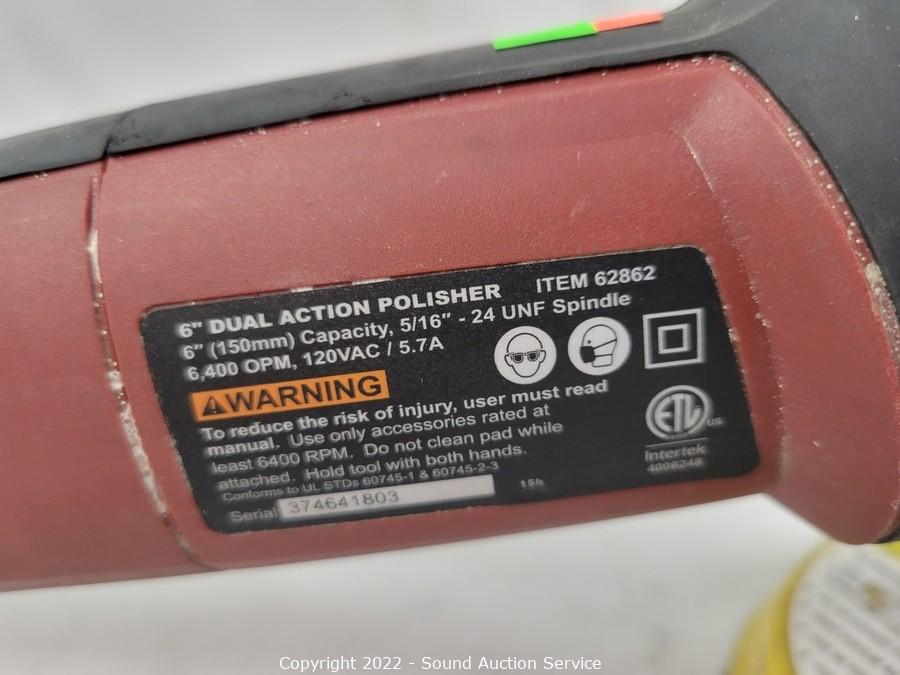 6" DUAL ACTION POLISHER ITEM 62862
6" (150mm) Capacity, 5/16" - 24 UNF Spindle
6,400 OPM, 120VAC / 5.7A
WARNING
To reduce the risk of injury, user must read
manual. Use only accessories rated at
least 6400 RPM. Do not clean pad while
attached. Hold tool with both hands.
Conforms to UL STDs 60745-1 & 60745-2-3
15h
Serial 374641803
ETL US
Intertek
4008248
Copyright 2022 - Sound Auction Service